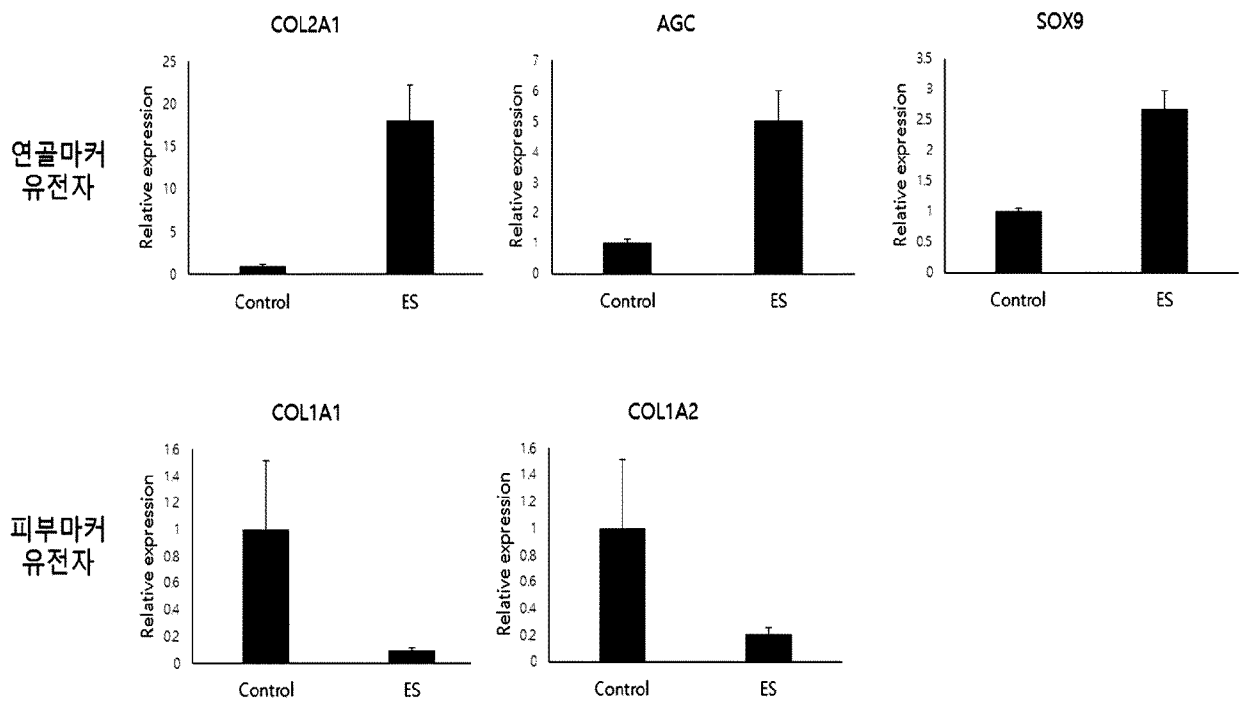 COL2A1
AGC
SOX9
연골마커
유전자
Relative expression
25
20
15
10
5
0
Control
ES
Relative expression
7
6
5
4
3
2
1
0
Control
ES
Relative expression
3.5
3
2.5
2
1.5
1
0.5
0
Control
ES
COL1A1
COL1A2
피부마커
유전자
Relative expression
1.6
1.4
1.2
1
0.8
0.6
0.4
0.2
0
Control
ES
Relative expression
1.6
1.4
1.2
1
0.8
0.6
0.4
0.2
0
Control
ES